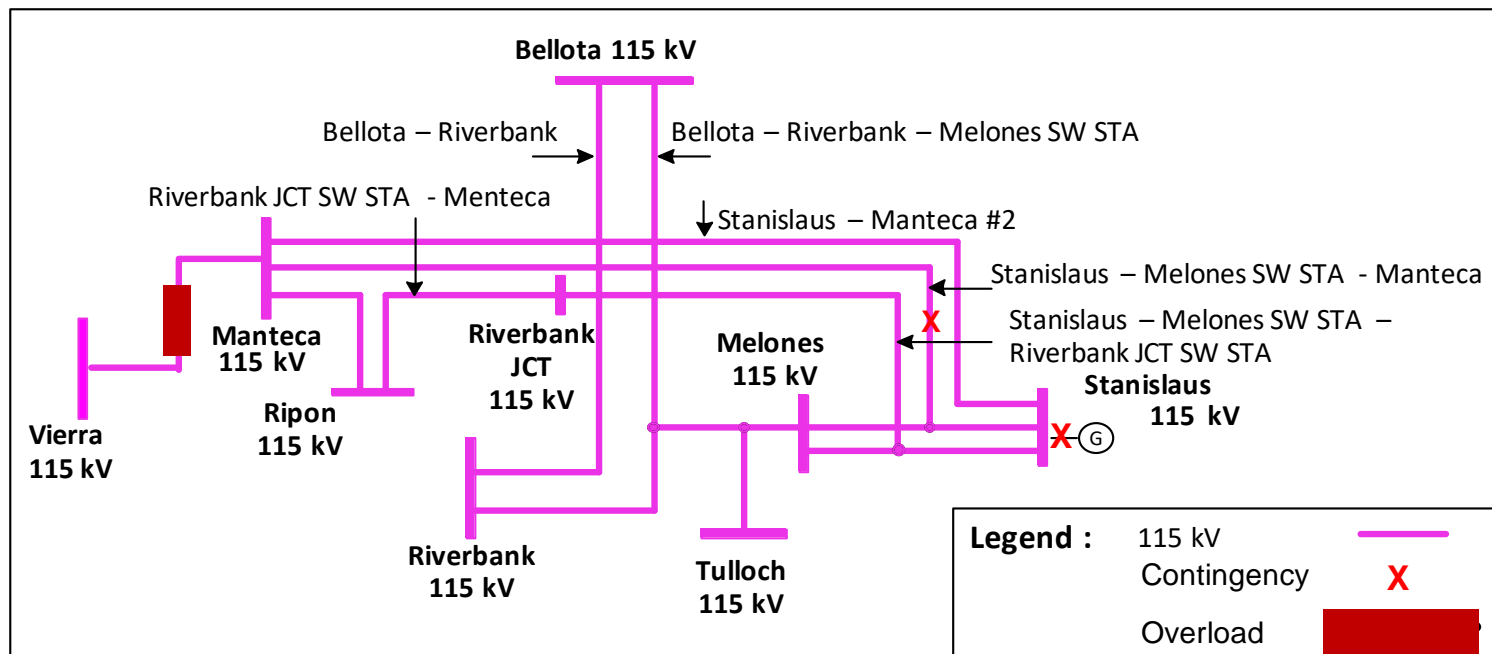 Bellota 115 kV
Bellota – Riverbank
Bellota – Riverbank – Melones SW STA
Riverbank JCT SW STA - Menteca
Stanislaus – Manteca #2
Stanislaus – Melones SW STA - Manteca
X
Stanislaus – Melones SW STA –
Riverbank JCT SW STA
Manteca
115 kV
Riverbank
JCT
115 kV
Melones
115 kV
Stanislaus
115 kV
X
G
Ripon
115 kV
Vierra
115 kV
Riverbank
115 kV
Tulloch
115 kV
Legend :
115 kV
Contingency
X
Overload